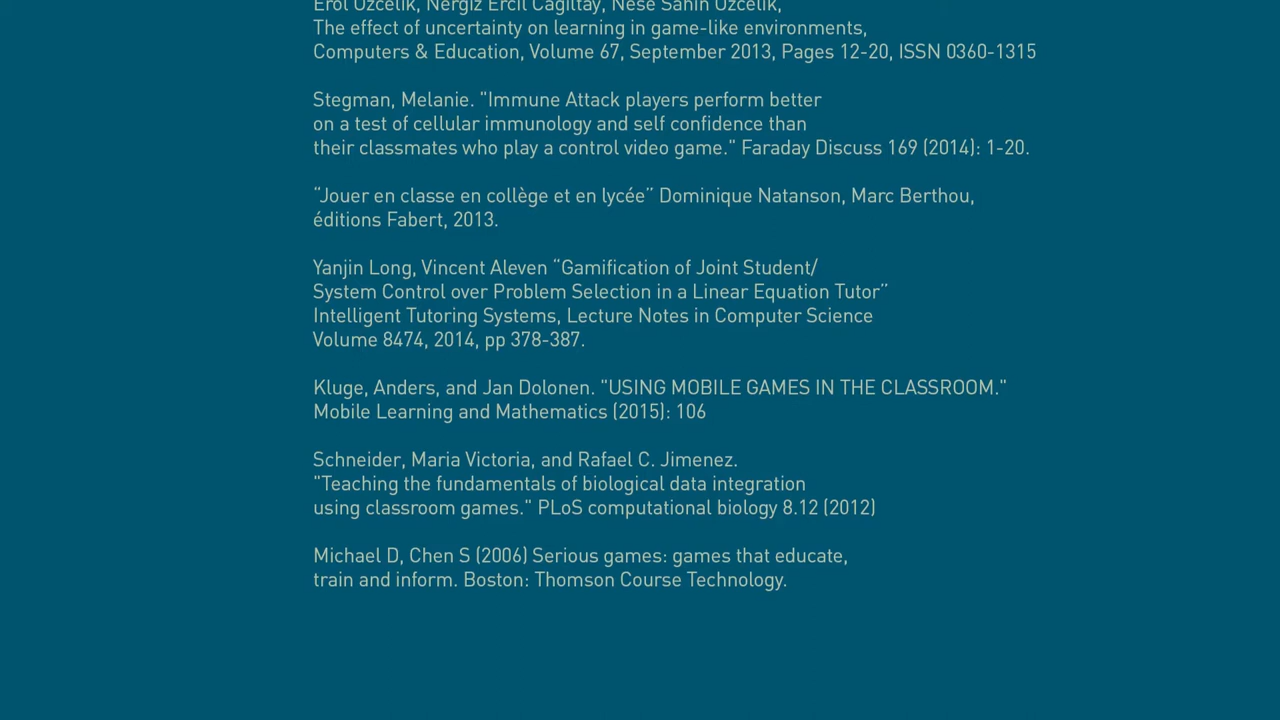 Erol Özcelik, Nergiz Ercil Cagiltay, Nese Sahin Özcelik,
The effect of uncertainty on learning in game-like environments,
Computers & Education, Volume 67, September 2013, Pages 12-20, ISSN 0360-1315
Stegman, Melanie. "Immune Attack players perform better
on a test of cellular immunology and self confidence than
their classmates who play a control video game." Faraday Discuss 169 (2014): 1-20.
“Jouer en classe en collège et en lycée” Dominique Natanson, Marc Berthou,
éditions Fabert, 2013.
Yanjin Long, Vincent Aleven “Gamification of Joint Student/
System Control over Problem Selection in a Linear Equation Tutor”
Intelligent Tutoring Systems, Lecture Notes in Computer Science
Volume 8474, 2014, pp 378-387.
Kluge, Anders, and Jan Dolonen. "USING MOBILE GAMES IN THE CLASSROOM."
Mobile Learning and Mathematics (2015): 106
Schneider, Maria Victoria, and Rafael C. Jimenez.
"Teaching the fundamentals of biological data integration
using classroom games." PLoS computational biology 8.12 (2012)
Michael D, Chen S (2006) Serious games: games that educate,
train and inform. Boston: Thomson Course Technology.